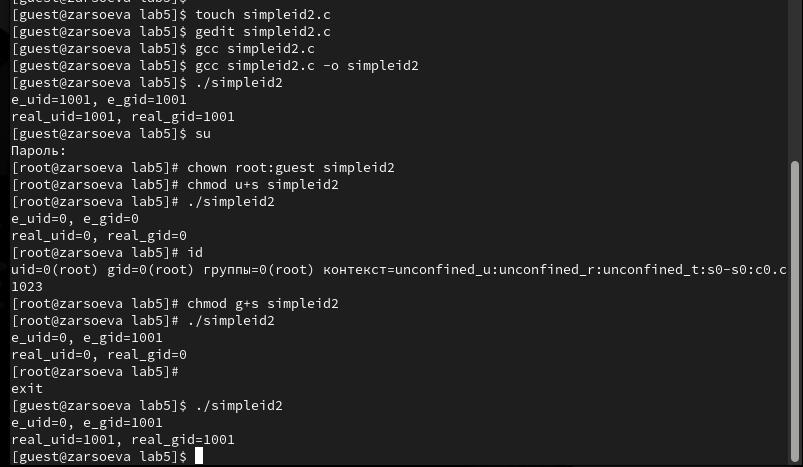 [guest@zarsoeva lab5]$ touch simpleid2.c
[guest@zarsoeva lab5]$ gedit simpleid2.c
[guest@zarsoeva lab5]$ gcc simpleid2.c
[guest@zarsoeva lab5]$ gcc simpleid2.c -o simpleid2
[guest@zarsoeva lab5]$ ./simpleid2
e_uid=1001, e_gid=1001
real_uid=1001, real_gid=1001
[guest@zarsoeva lab5]$ su
Пароль:
[root@zarsoeva lab5]# chown root:guest simpleid2
[root@zarsoeva lab5]# chmod u+s simpleid2
[root@zarsoeva lab5]# ./simpleid2
e_uid=0, e_gid=0
real_uid=0, real_gid=0
[root@zarsoeva lab5]# id
uid=0(root) gid=0(root) группы=0(root) контекст=unconfined_u:unconfined_r:unconfined_t:s0-s0:c0.c
1023
[root@zarsoeva lab5]# chmod g+s simpleid2
[root@zarsoeva lab5]# ./simpleid2
e_uid=0, e_gid=1001
real_uid=0, real_gid=0
[root@zarsoeva lab5]#
exit
[guest@zarsoeva lab5]$ ./simpleid2
e_uid=0, e_gid=1001
real_uid=1001, real_gid=1001
[guest@zarsoeva lab5]$